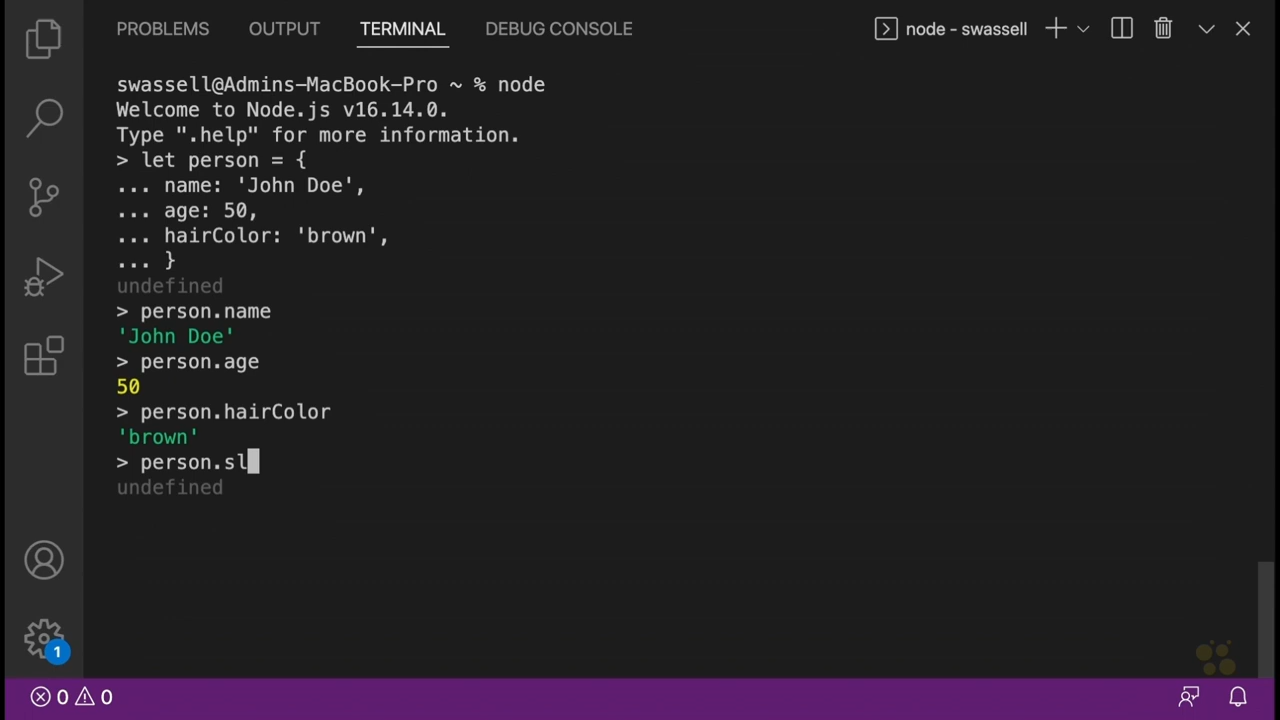 PROBLEMS OUTPUT TERMINAL DEBUG CONSOLE node - swassell
swassell@Admins-MacBook-Pro ~ % node
Welcome to Node.js v16.14.0.
Type ".help" for more information.
> let person = {
... name: 'John Doe',
... age: 50,
... hairColor: 'brown',
... }
undefined
> person.name
'John Doe'
> person.age
50
> person.hairColor
'brown'
> person.sl
undefined
1
0 0